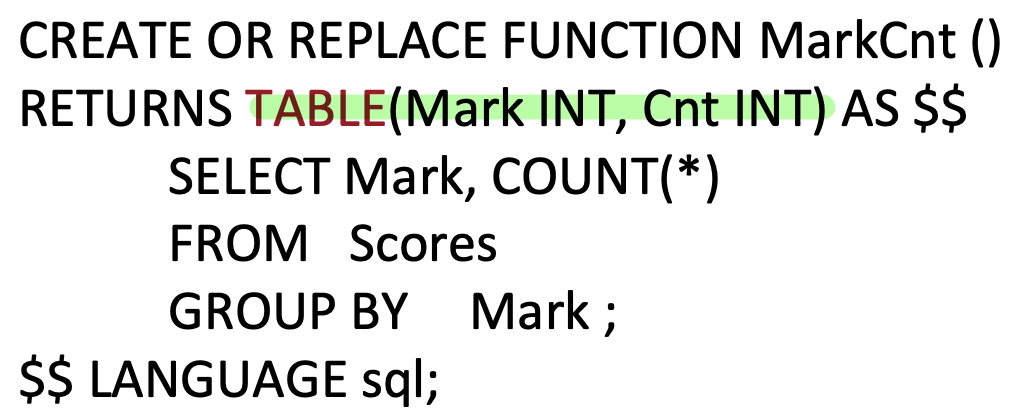 CREATE OR REPLACE FUNCTION MarkCnt ()
RETURNS TABLE(Mark INT, Cnt INT) AS $$
SELECT Mark, COUNT(*)
FROM Scores
GROUP BY Mark ;
$$ LANGUAGE sql;